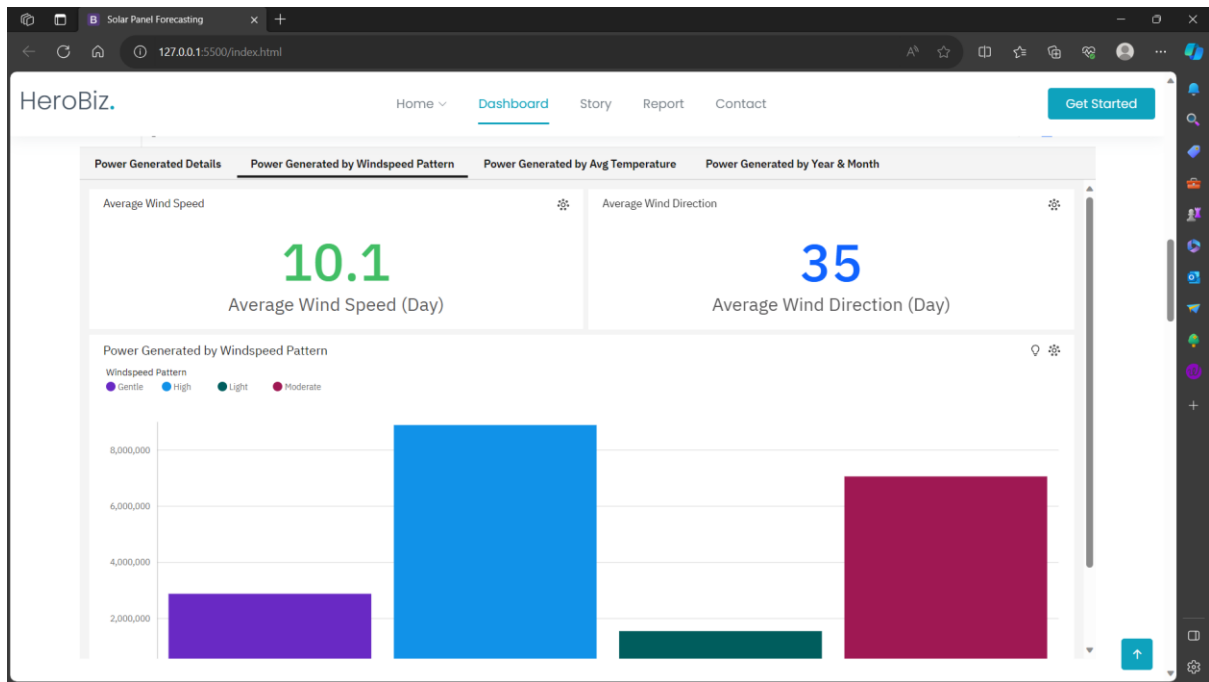 Solar Panel Forecasting
127.0.0.1:5500/index.html
HeroBiz.
Home Dashboard Story Report Contact Get Started
Power Generated Details Power Generated by Windspeed Pattern Power Generated by Avg Temperature Power Generated by Year & Month
Average Wind Speed Average Wind Direction
10.1 35
Average Wind Speed (Day) Average Wind Direction (Day)
Power Generated by Windspeed Pattern
Windspeed Pattern
Gentle High Light Moderate
8,000,000
6,000,000
4,000,000
2,000,000